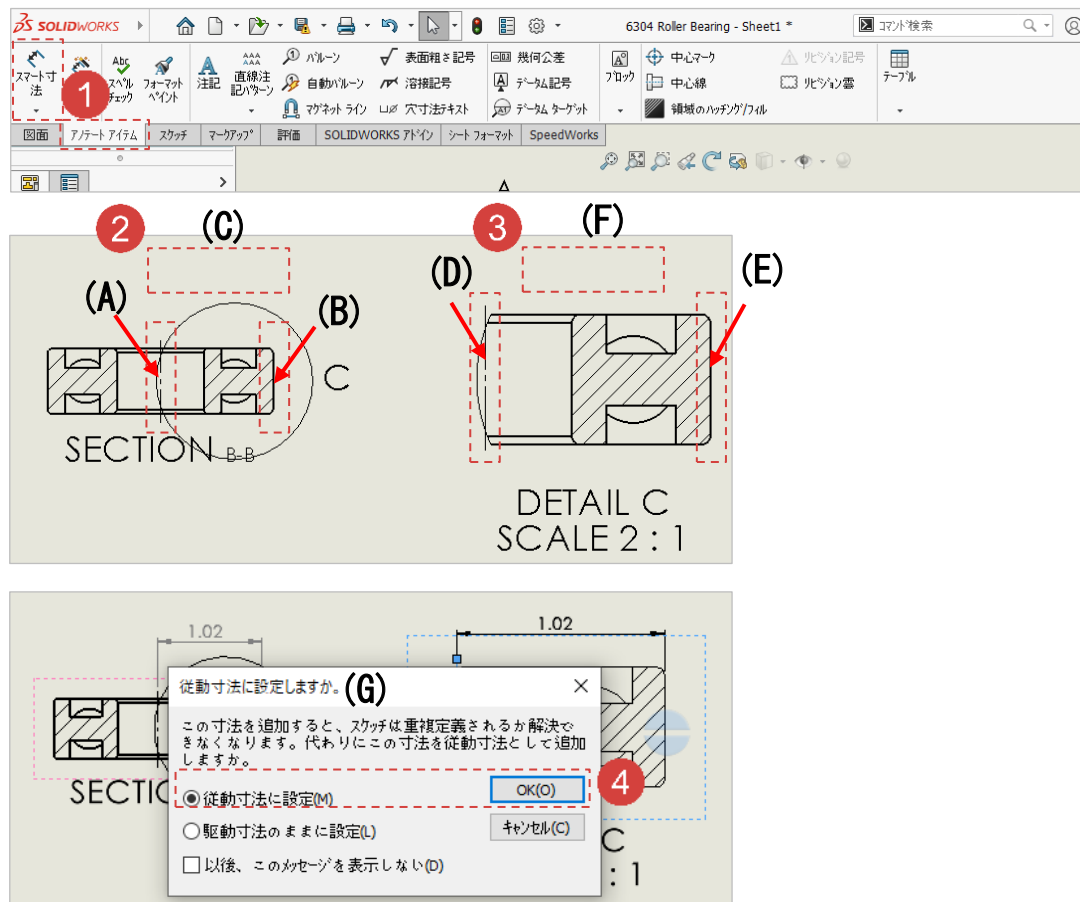 SOLIDWORKS
6304 Roller Bearing - Sheet1 *
コマンド検索
スマート寸法
スペルチェック
Abc
フォーマットペイント
注記
直線注記パターン
バルーン
自動バルーン
マグネット ライン
表面粗さ記号
溶接記号
穴寸法テキスト
幾何公差
データム記号
データム ターゲット
ブロック
中心マーク
中心線
領域のハッチング/フィル
リビジョン記号
リビジョン雲
テーブル
1
図面
アノテート アイテム
スケッチ
マークアップ
評価
SOLIDWORKS アドイン
シート フォーマット
SpeedWorks
2
(C)
3
(F)
(A)
(B)
(D)
(E)
C
SECTION B-B
DETAIL C
SCALE 2 : 1
1.02
1.02
従動寸法に設定しますか。
(G)
この寸法を追加すると、スケッチは重複定義されるか解決で
きなくなります。代わりにこの寸法を従動寸法として追加
しますか。
従動寸法に設定(M)
OK(O)
4
駆動寸法のままに設定(L)
キャンセル(C)
以後、このメッセージを表示しない(D)
SECTIC
C
: 1